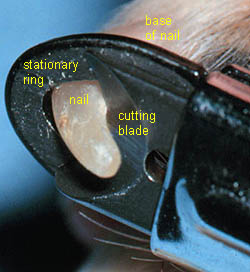 base
of nail
stationary
ring
nail
cutting
blade